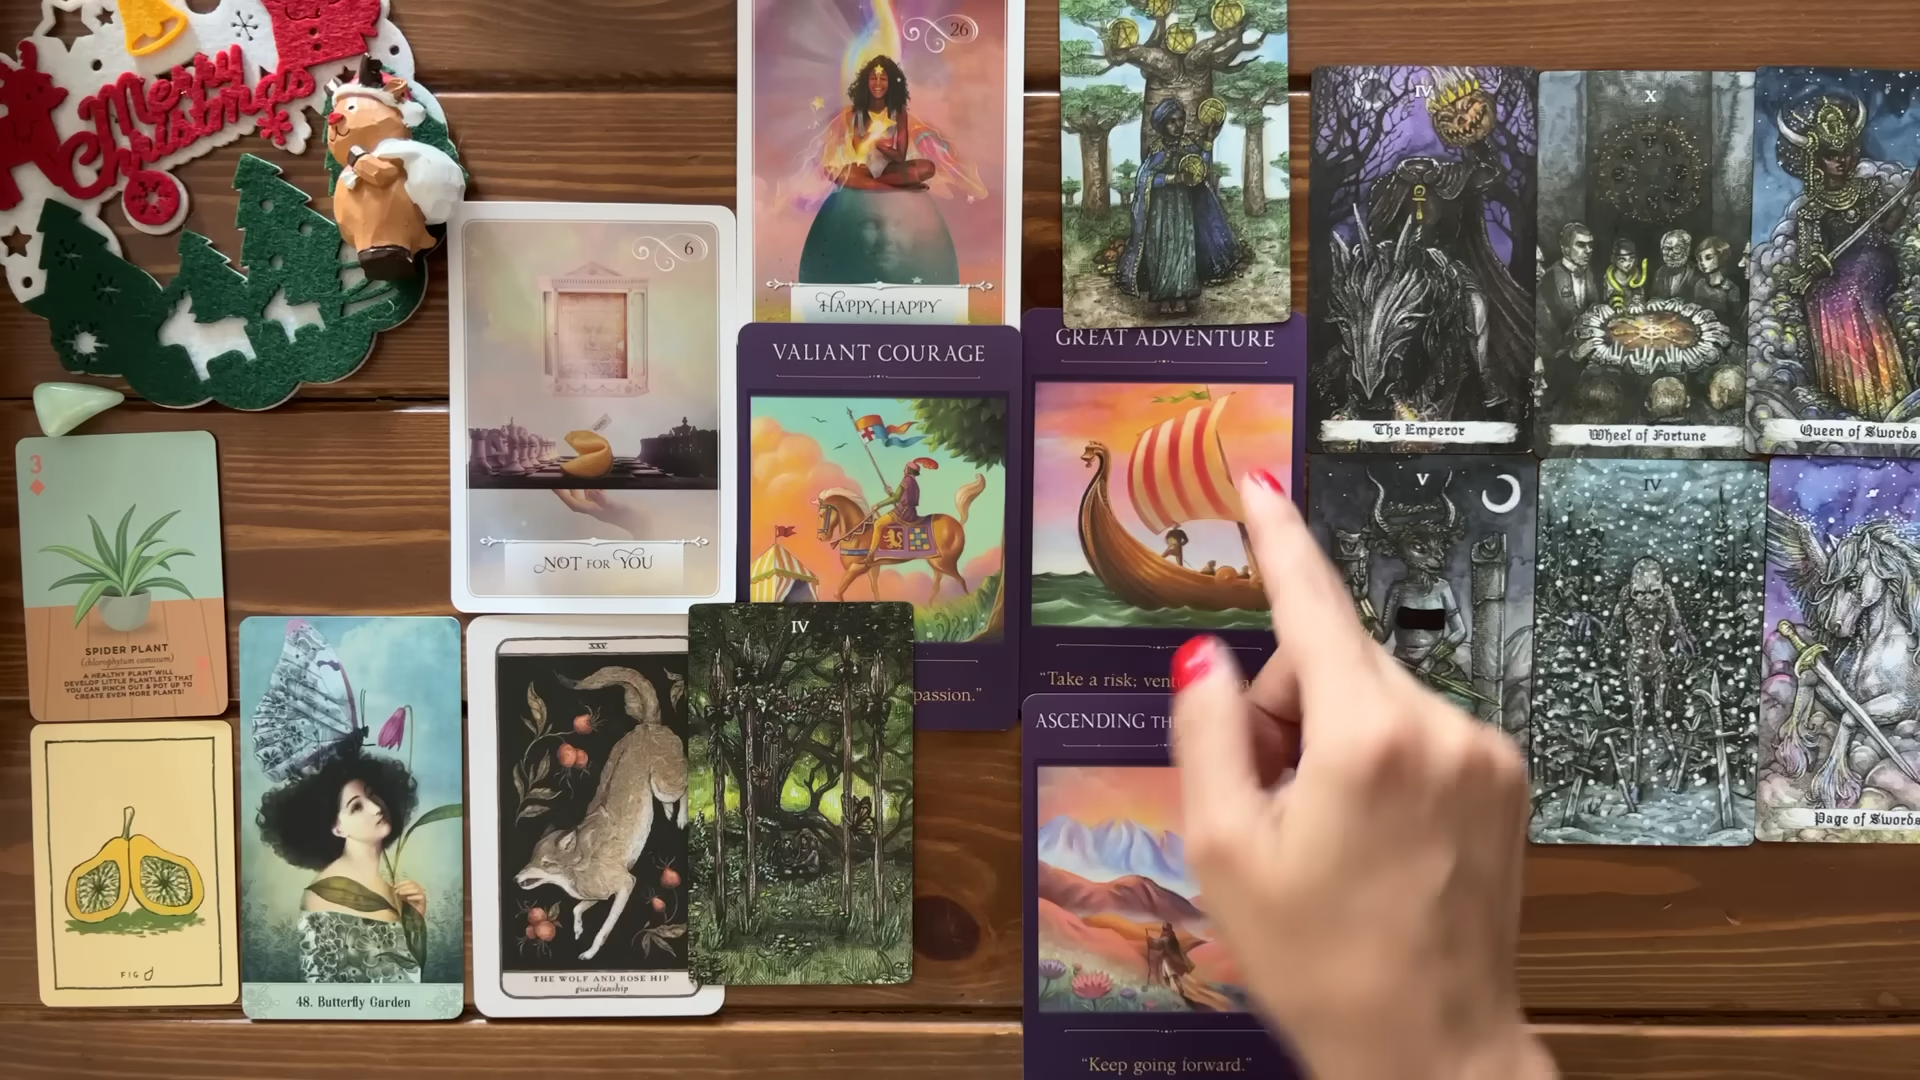 Merry
Christmas
3
SPIDER PLANT
(chlorophytum comosum)
A HEALTHY PLANT WILL
DEVELOP LITTLE PLANTLETS THAT
YOU CAN PINCH OUT & POT UP TO
CREATE EVEN MORE PLANTS!
FIG
48. Butterfly Garden
6
NOT FOR YOU
XXV
THE WOLF AND ROSE HIP
guardianship
26
HAPPY, HAPPY
VALIANT COURAGE
passion."
IV
GREAT ADVENTURE
"Take a risk;
ASCENDING
"Keep going forward."
IV
The Emperor
X
Wheel of Fortune
Queen of Swords
V
IV
Page of Swords